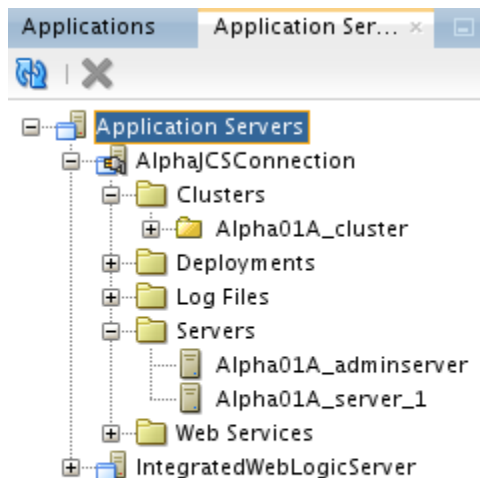 Applications Application Ser...
Application Servers
AlphaJCSConnection
Clusters
Alpha01A_cluster
Deployments
Log Files
Servers
Alpha01A_adminserver
Alpha01A_server_1
Web Services
IntegratedWebLogicServer